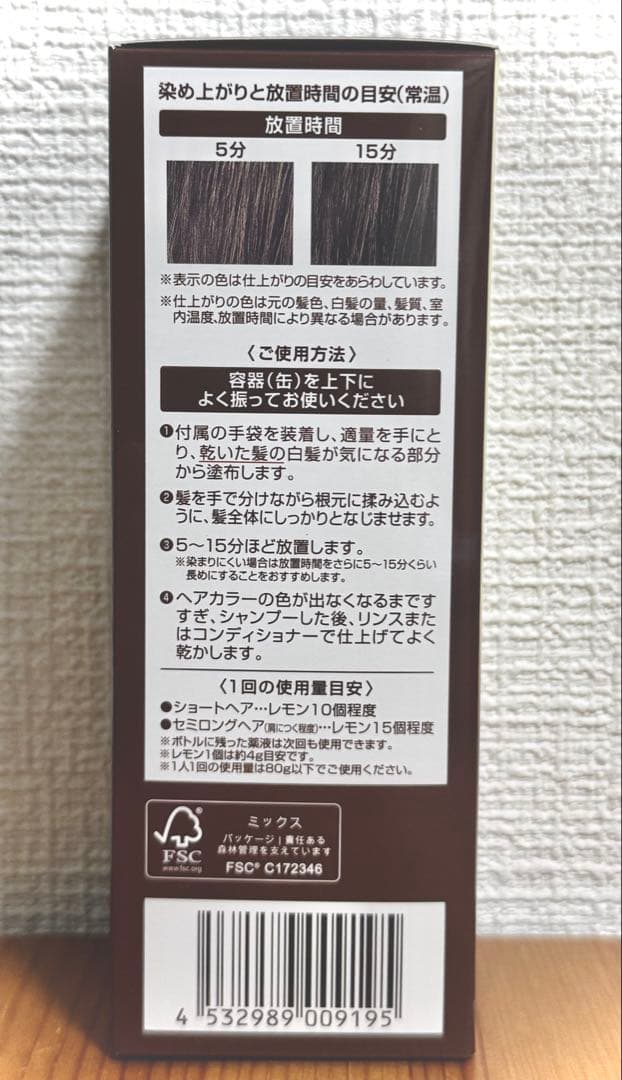 染め上がりと放置時間の目安(常温)
放置時間
5分 15分
※表示の色は仕上がりの目安をあらわしています。
※仕上がりの色は元の髪色、白髪の量、髪質、室
内温度、放置時間により異なる場合があります。
〈ご使用方法〉
容器(缶)を上下に
よく振ってお使いください
❶付属の手袋を装着し、適量を手にと
り、乾いた髪の白髪が気になる部分
から塗布します。
❷髪を手で分けながら根元に揉み込むよ
うに、髪全体にしっかりとなじませます。
❸5〜15分ほど放置します。
※染まりにくい場合は放置時間をさらに5〜15分くらい
長めにすることをおすすめします。
❹ヘアカラーの色が出なくなるまです
すぎ、シャンプーした後、リンスまた
はコンディショナーで仕上げてよく
乾かします。
〈1回の使用量目安〉
●ショートヘア…レモン10個程度
●セミロングヘア(肩につく程度)…レモン15個程度
※ボトルに残った薬液は次回も使用できます。
※レモン1個は約4g目安です。
※1人1回の使用量は80g以下でご使用ください。
FSC
www.fsc.org
ミックス
パッケージ|責任ある
森林管理を支えています
FSC® C172346
4 532989 009195